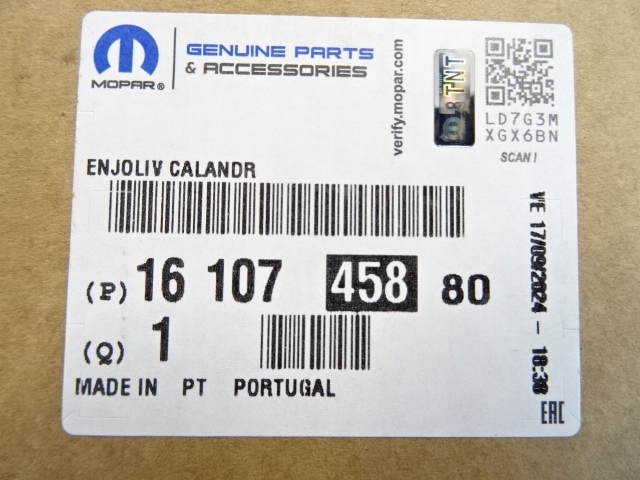 MOPAR®
GENUINE PARTS
& ACCESSORIES
verify.mopar.com
TNT
LD7G3M
XGX6BN
SCAN!
ENJOLIV CALANDR
(P) 16 107 458 80
(Q) 1
MADE IN PT PORTUGAL
VE 17/09/2024 - 18:38
EAC